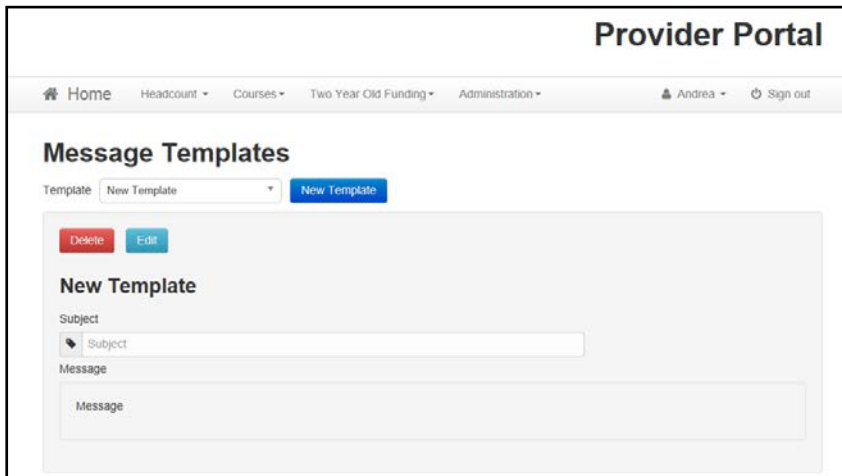 Provider Portal
Home Headcount Courses Two Year Old Funding Administration Andrea Sign out
Message Templates
Template New Template New Template
Delete Edit
New Template
Subject
Subject
Message
Message